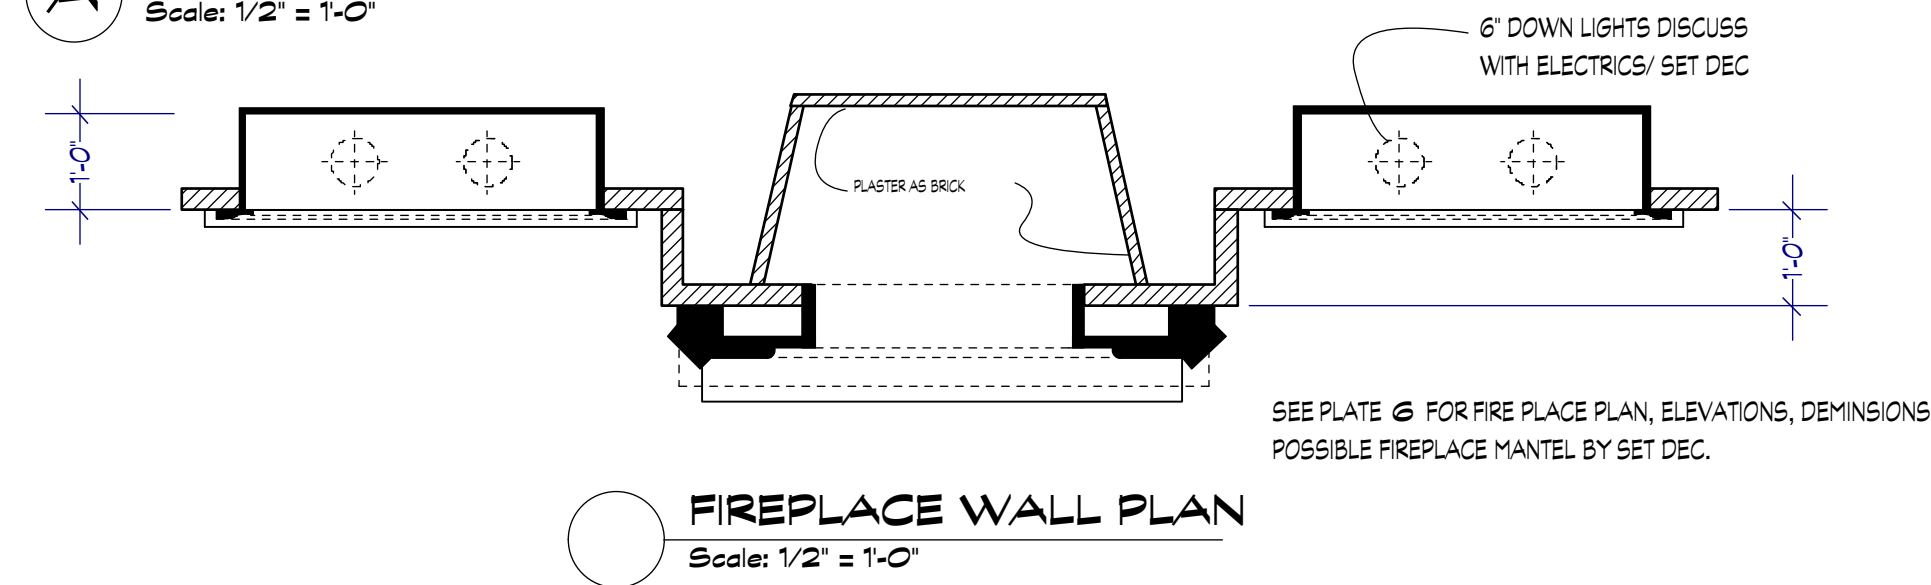 A
Scale: 1/2" = 1'-0"
6" DOWN LIGHTS DISCUSS
WITH ELECTRICS/ SET DEC
1'-0"
PLASTER AS BRICK
1'-0"
SEE PLATE 6 FOR FIRE PLACE PLAN, ELEVATIONS, DEMINSIONS
POSSIBLE FIREPLACE MANTEL BY SET DEC.
FIREPLACE WALL PLAN
Scale: 1/2" = 1'-0"